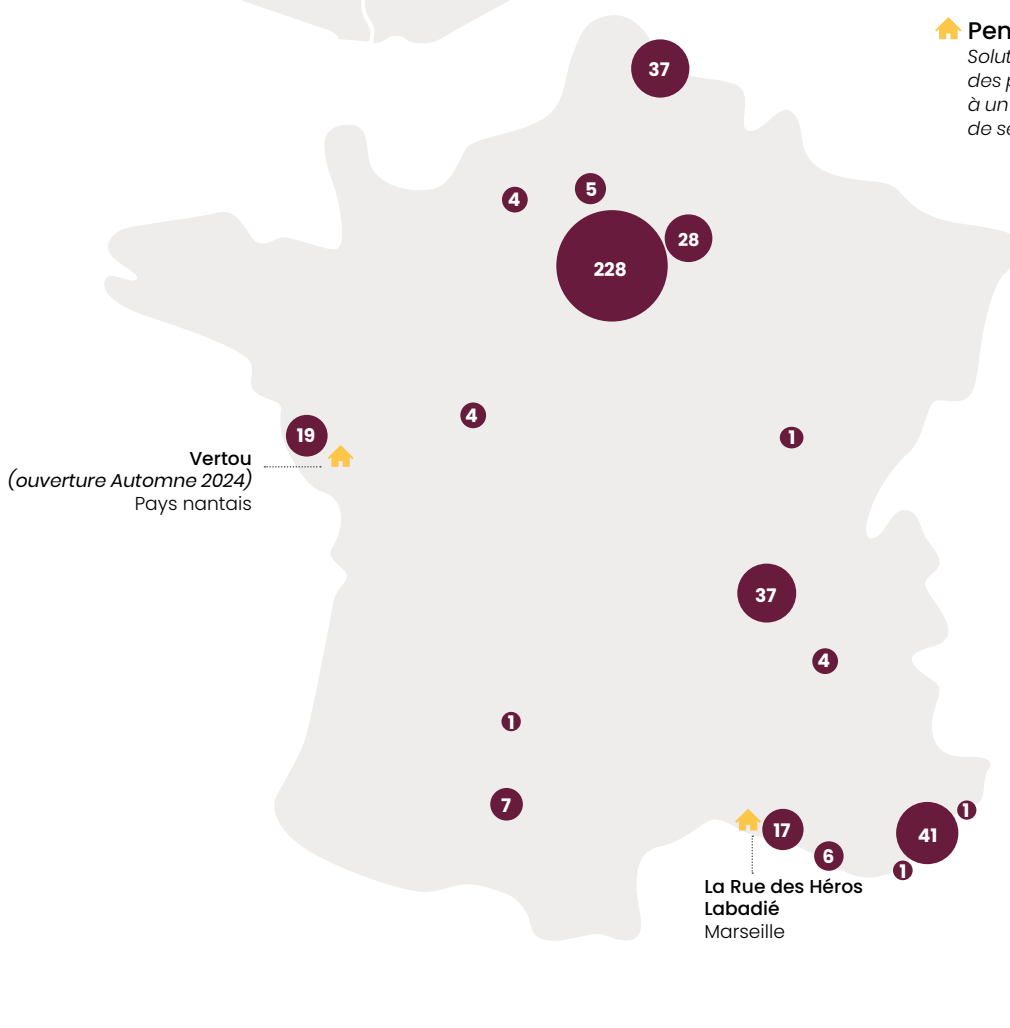 Pen
Solut
des p
à un
de se
37
5
4
28
228
4
19
1
Vertou
(ouverture Automne 2024)
Pays nantais
37
4
1
7
1
17
41
6
1
La Rue des Héros
Labadié
Marseille